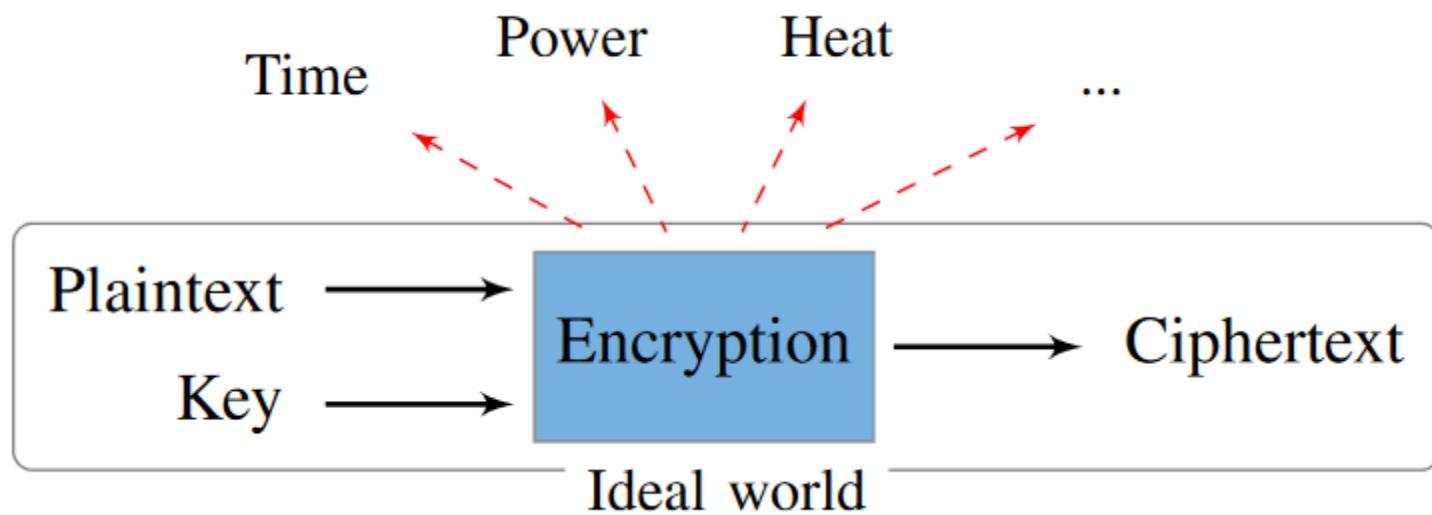 Time
Power
Heat
...
Plaintext
Key
Encryption
Ciphertext
Ideal world